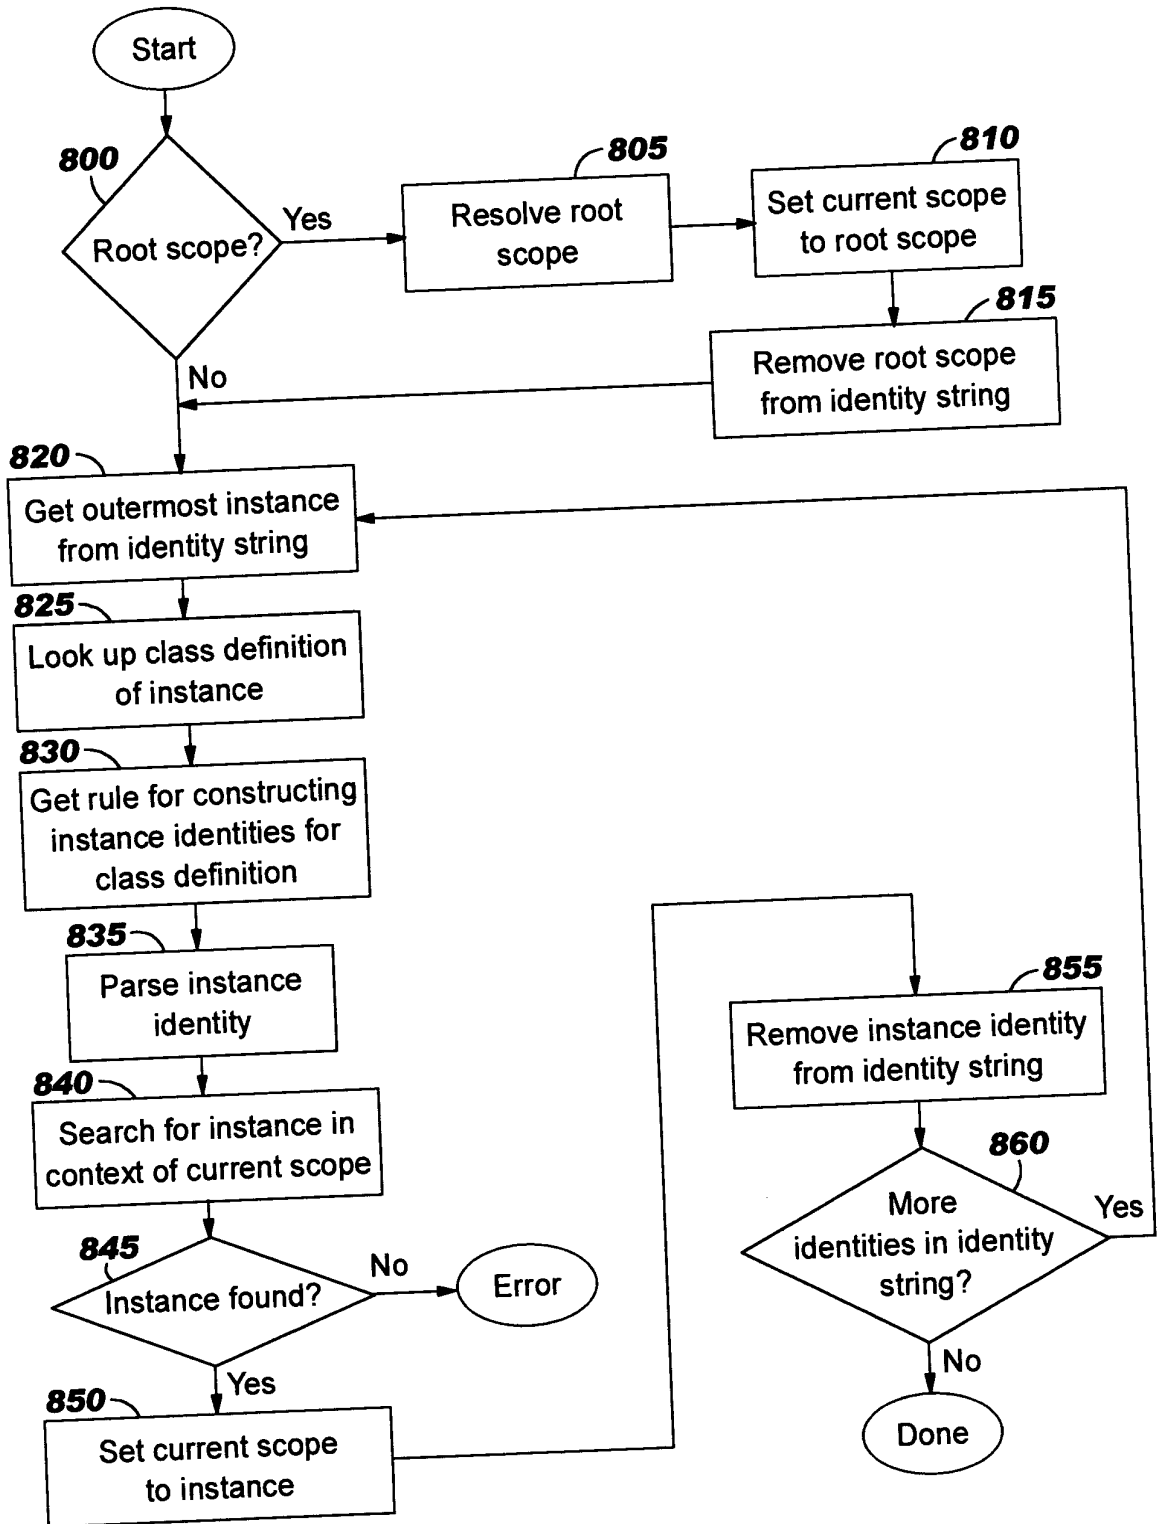 Start
800
Root scope?
Yes
805
Resolve root
scope
810
Set current scope
to root scope
815
Remove root scope
from identity string
No
820
Get outermost instance
from identity string
825
Look up class definition
of instance
830
Get rule for constructing
instance identities for
class definition
835
Parse instance
identity
840
Search for instance in
context of current scope
845
Instance found?
No
Error
Yes
850
Set current scope
to instance
855
Remove instance identity
from identity string
860
More
identities in identity
string?
Yes
No
Done